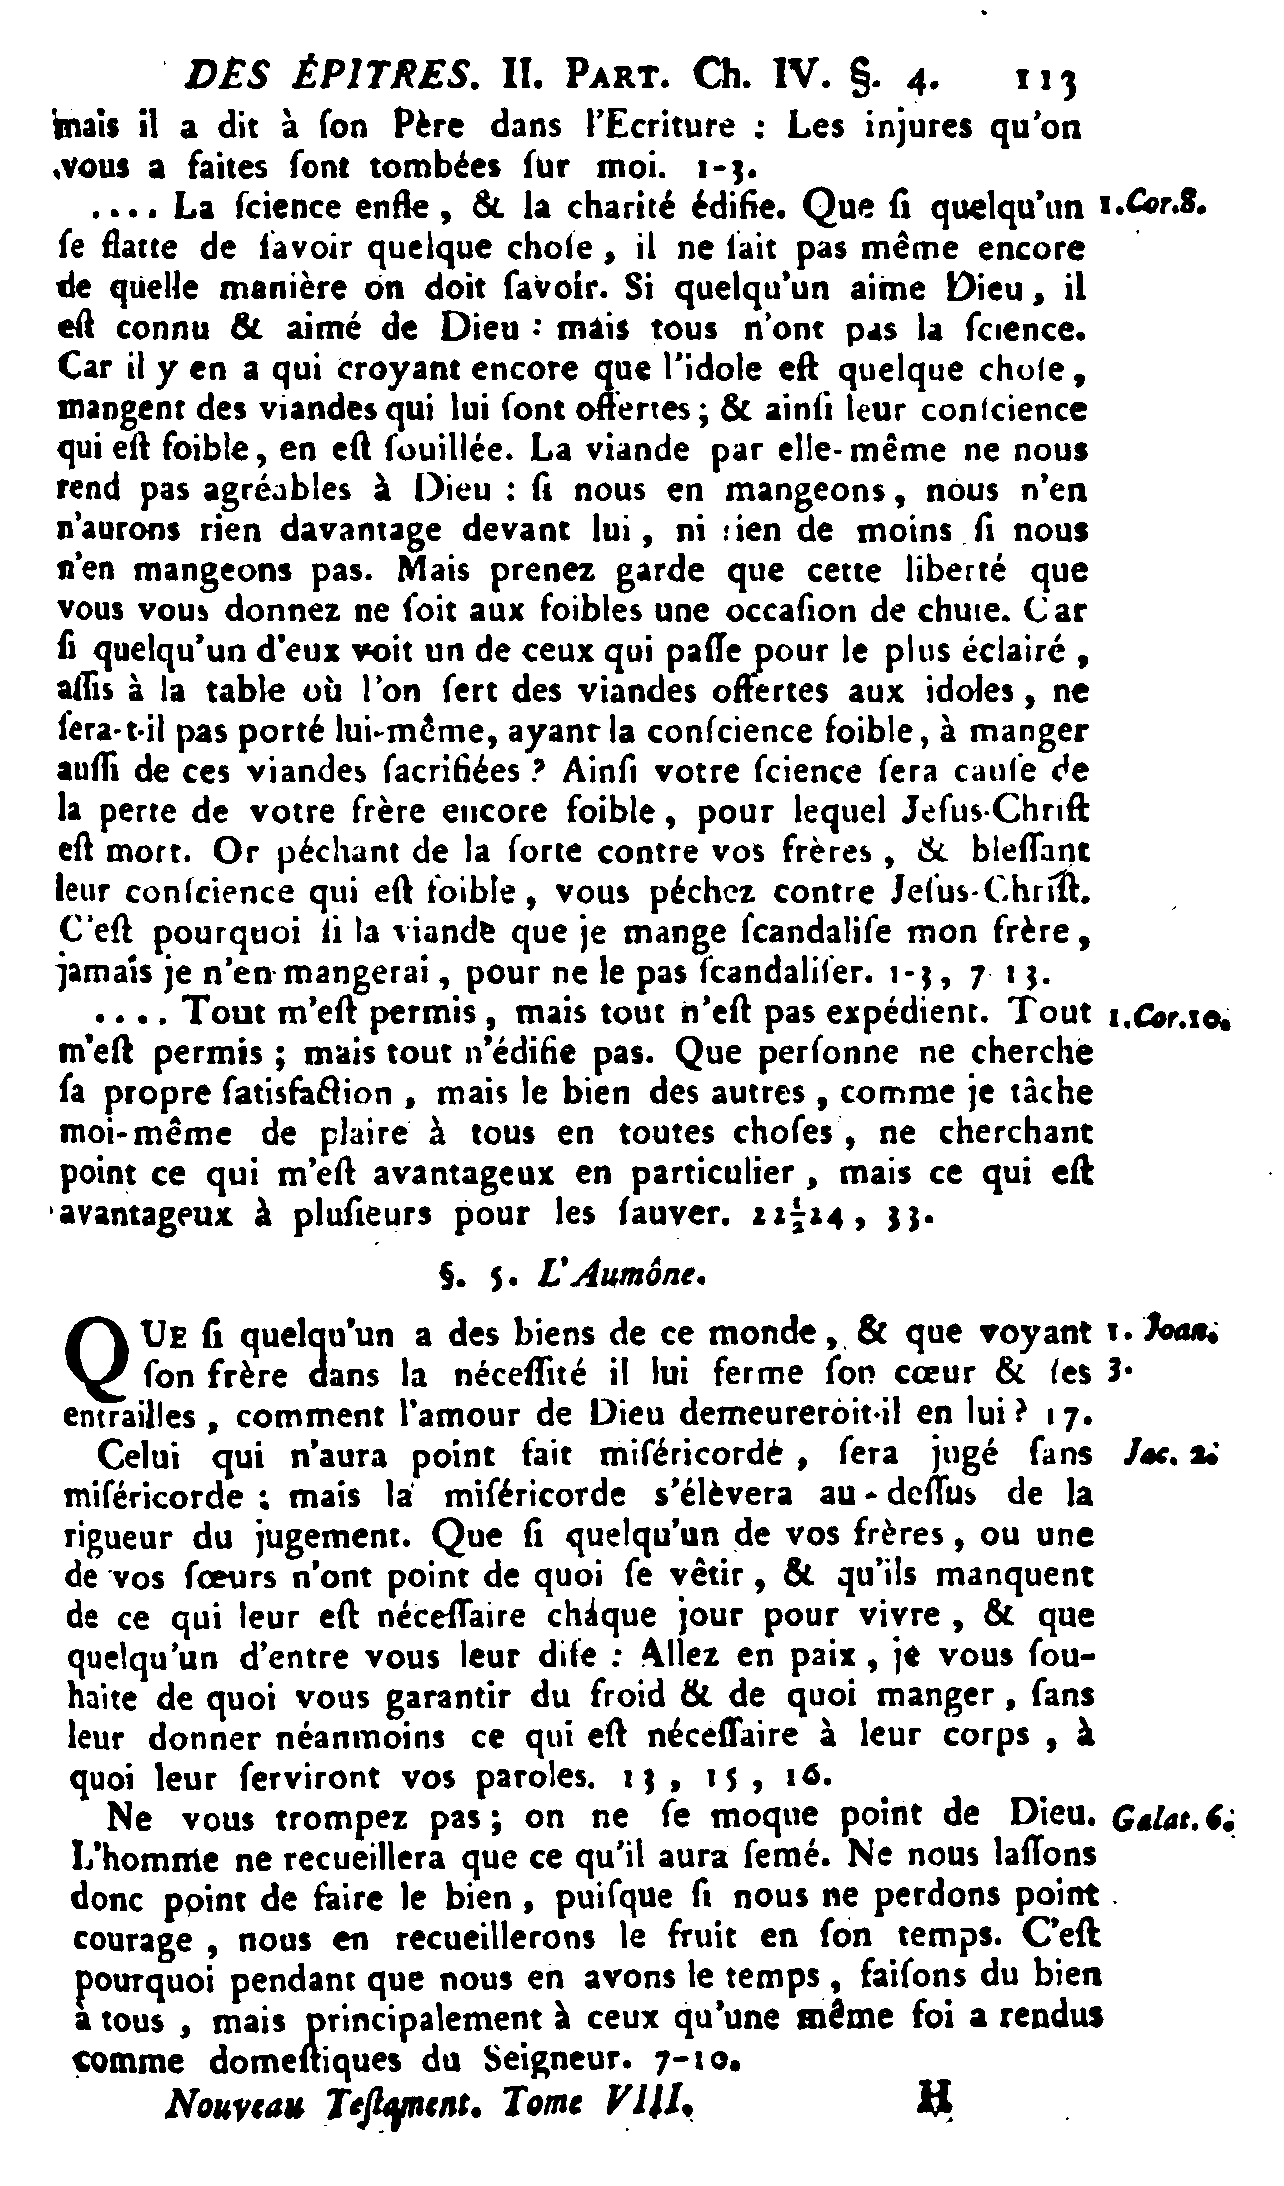 DES ÉPITRES. II. PART. Ch. IV. §. 4. 113
mais il a dit à ſon Père dans l'Ecriture : Les injures qu'on
vous a faites ſont tombées ſur moi. 1-3.
.... La ſcience enfle, & la charité édifie. Que ſi quelqu'un 1.Cor.8.
ſe flatte de ſavoir quelque choſe, il ne ſait pas même encore
de quelle manière on doit ſavoir. Si quelqu'un aime Dieu, il
eſt connu & aimé de Dieu : mais tous n'ont pas la ſcience.
Car il y en a qui croyant encore que l'idole eſt quelque choſe,
mangent des viandes qui lui ſont offertes ; & ainſi leur conſcience
qui eſt foible, en eſt ſouillée. La viande par elle-même ne nous
rend pas agréables à Dieu : ſi nous en mangeons, nous n'en
n'aurons rien davantage devant lui, ni rien de moins ſi nous
n'en mangeons pas. Mais prenez garde que cette liberté que
vous vous donnez ne ſoit aux foibles une occaſion de chute. Car
ſi quelqu'un d'eux voit un de ceux qui paſſe pour le plus éclairé,
aſſis à la table où l'on ſert des viandes offertes aux idoles, ne
ſera-t-il pas porté lui-même, ayant la conſcience foible, à manger
auſſi de ces viandes ſacrifiées ? Ainſi votre ſcience ſera cauſe de
la perte de votre frère encore foible, pour lequel Jeſus-Chriſt
eſt mort. Or péchant de la ſorte contre vos frères, & bleſſant
leur conſcience qui eſt foible, vous péchez contre Jeſus-Chriſt.
C'eſt pourquoi ſi la viande que je mange ſcandaliſe mon frère,
jamais je n'en mangerai, pour ne le pas ſcandaliſer. 1-3, 7 13.
.... Tout m'eſt permis, mais tout n'eſt pas expédient. Tout 1.Cor.10.
m'eſt permis ; mais tout n'édifie pas. Que perſonne ne cherche
ſa propre ſatisfaction, mais le bien des autres, comme je tâche
moi-même de plaire à tous en toutes choſes, ne cherchant
point ce qui m'eſt avantageux en particulier, mais ce qui eſt
avantageux à pluſieurs pour les ſauver. 22-24, 33.
§. 5. L'Aumône.
QUE ſi quelqu'un a des biens de ce monde, & que voyant 1. Joan.
ſon frère dans la néceſſité il lui ferme ſon cœur & ſes 3.
entrailles, comment l'amour de Dieu demeureroit-il en lui ? 17.
Celui qui n'aura point fait miſéricorde, ſera jugé ſans Jac. 2.
miſéricorde ; mais la miſéricorde s'élèvera au-deſſus de la
rigueur du jugement. Que ſi quelqu'un de vos frères, ou une
de vos ſœurs n'ont point de quoi ſe vêtir, & qu'ils manquent
de ce qui leur eſt néceſſaire chaque jour pour vivre, & que
quelqu'un d'entre vous leur diſe : Allez en paix, je vous ſou-
haite de quoi vous garantir du froid & de quoi manger, ſans
leur donner néanmoins ce qui eſt néceſſaire à leur corps, à
quoi leur ſerviront vos paroles. 13, 15, 16.
Ne vous trompez pas ; on ne ſe moque point de Dieu. Galat. 6.
L'homme ne recueillera que ce qu'il aura ſemé. Ne nous laſſons
donc point de faire le bien, puiſque ſi nous ne perdons point
courage, nous en recueillerons le fruit en ſon temps. C'eſt
pourquoi pendant que nous en avons le temps, faiſons du bien
à tous, mais principalement à ceux qu'une même foi a rendus
comme domeſtiques du Seigneur. 7-10.
Nouveau Teſtament. Tome VIII. H